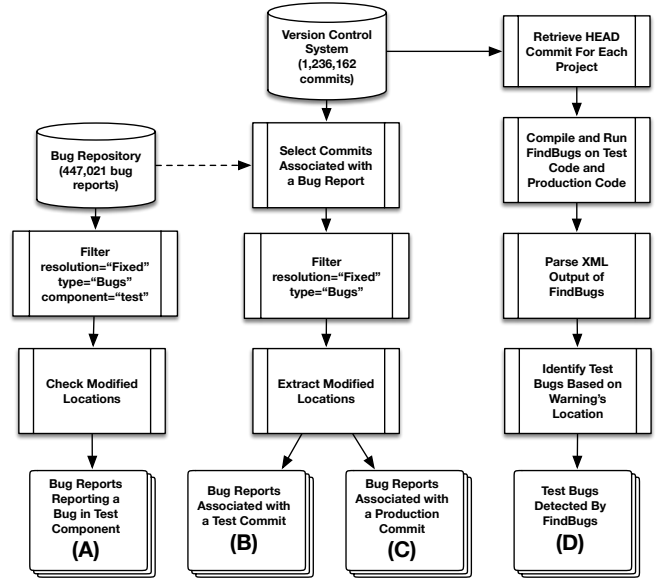 Version Control
System
(1,236,162
commits)
Retrieve HEAD
Commit For Each
Project
Bug Repository
(447,021 bug
reports)
Select Commits
Associated with
a Bug Report
Compile and Run
FindBugs on Test
Code and
Production Code
Filter
resolution=“Fixed”
type=“Bugs”
component=“test”
Filter
resolution=“Fixed”
type=“Bugs”
Parse XML
Output of
FindBugs
Check Modified
Locations
Extract Modified
Locations
Identify Test
Bugs Based on
Warning’s
Location
Bug Reports
Reporting a
Bug in Test
Component
(A)
Bug Reports
Associated with
a Test Commit
(B)
Bug Reports
Associated with
a Production
Commit
(C)
Test Bugs
Detected By
FindBugs
(D)